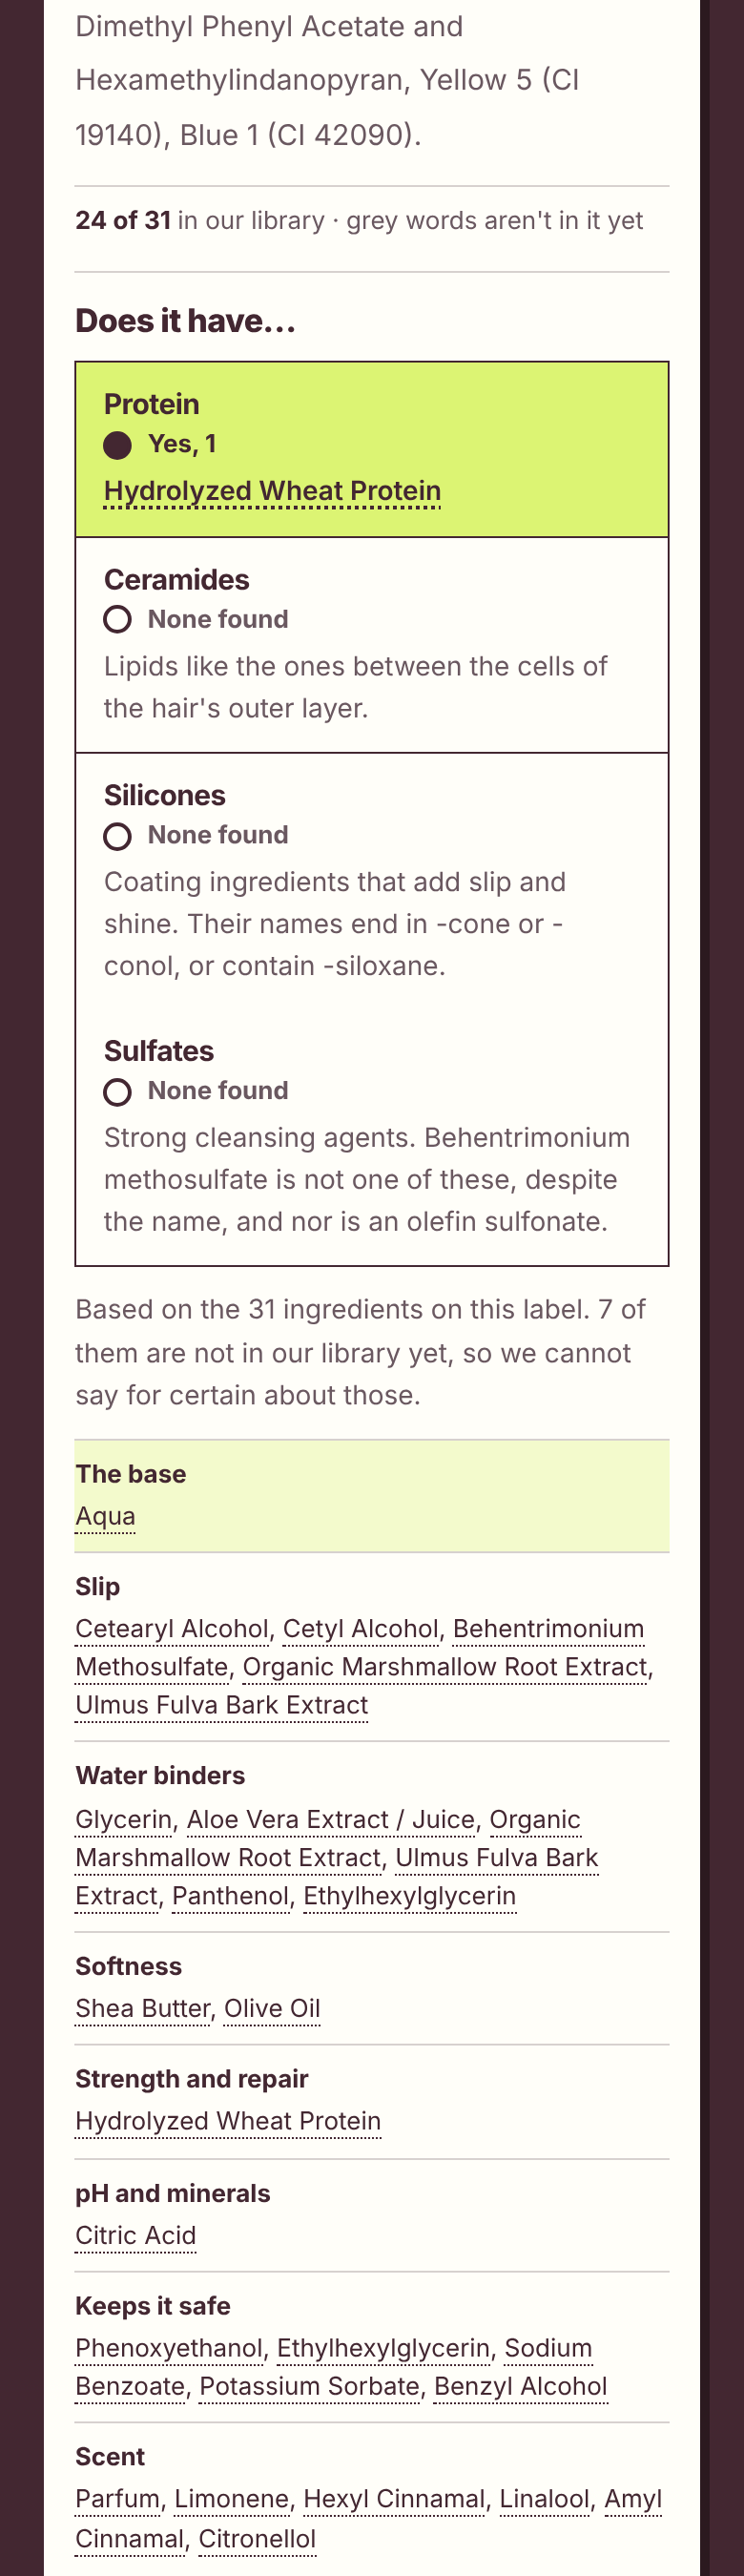 Dimethyl Phenyl Acetate and
Hexamethylindanopyran, Yellow 5 (CI
19140), Blue 1 (CI 42090).
24 of 31 in our library · grey words aren't in it yet
Does it have…
Protein
Yes, 1
Hydrolyzed Wheat Protein
Ceramides
None found
Lipids like the ones between the cells of
the hair's outer layer.
Silicones
None found
Coating ingredients that add slip and
shine. Their names end in -cone or -
conol, or contain -siloxane.
Sulfates
None found
Strong cleansing agents. Behentrimonium
methosulfate is not one of these, despite
the name, and nor is an olefin sulfonate.
Based on the 31 ingredients on this label. 7 of
them are not in our library yet, so we cannot
say for certain about those.
The base
Aqua
Slip
Cetearyl Alcohol, Cetyl Alcohol, Behentrimonium
Methosulfate, Organic Marshmallow Root Extract,
Ulmus Fulva Bark Extract
Water binders
Glycerin, Aloe Vera Extract / Juice, Organic
Marshmallow Root Extract, Ulmus Fulva Bark
Extract, Panthenol, Ethylhexylglycerin
Softness
Shea Butter, Olive Oil
Strength and repair
Hydrolyzed Wheat Protein
pH and minerals
Citric Acid
Keeps it safe
Phenoxyethanol, Ethylhexylglycerin, Sodium
Benzoate, Potassium Sorbate, Benzyl Alcohol
Scent
Parfum, Limonene, Hexyl Cinnamal, Linalool, Amyl
Cinnamal, Citronellol